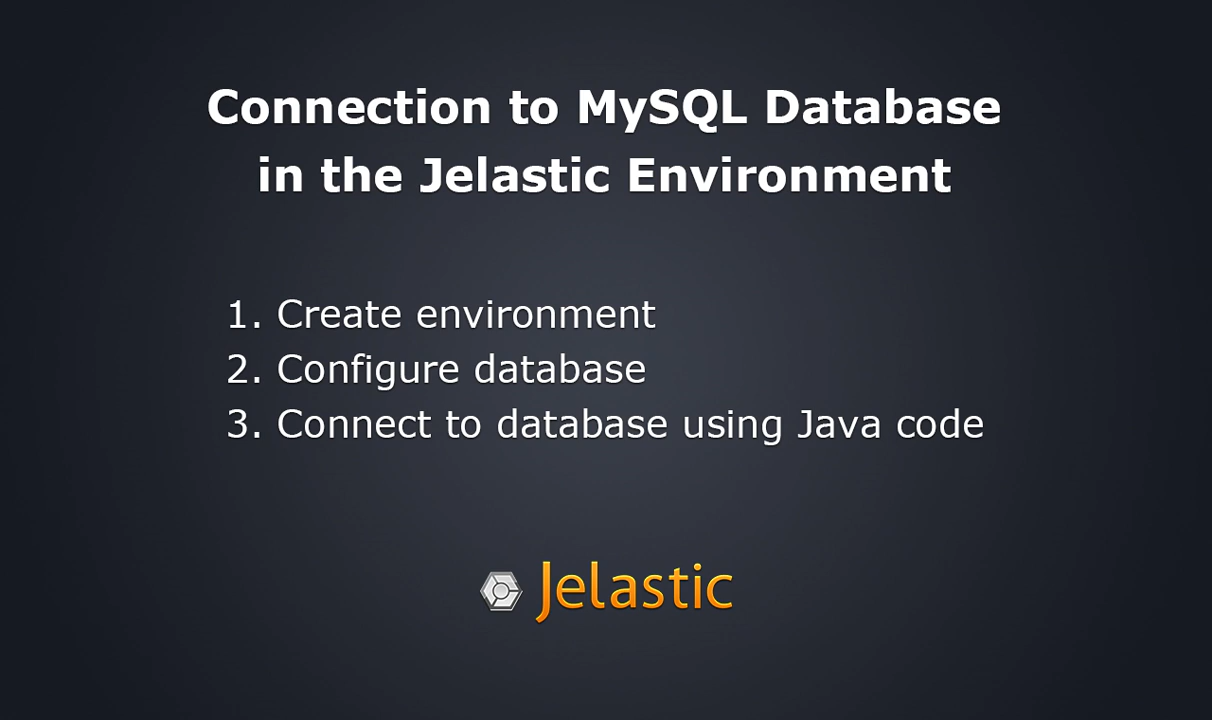 Connection to MySQL Database
in the Jelastic Environment
1. Create environment
2. Configure database
3. Connect to database using Java code
Jelastic